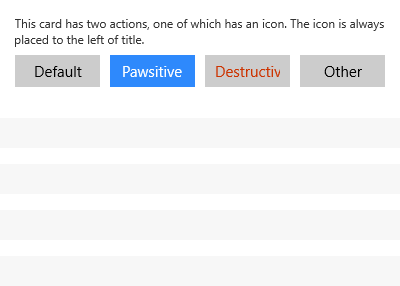 This card has two actions, one of which has an icon. The icon is always
placed to the left of title.
Default Pawsitive Destructiv Other